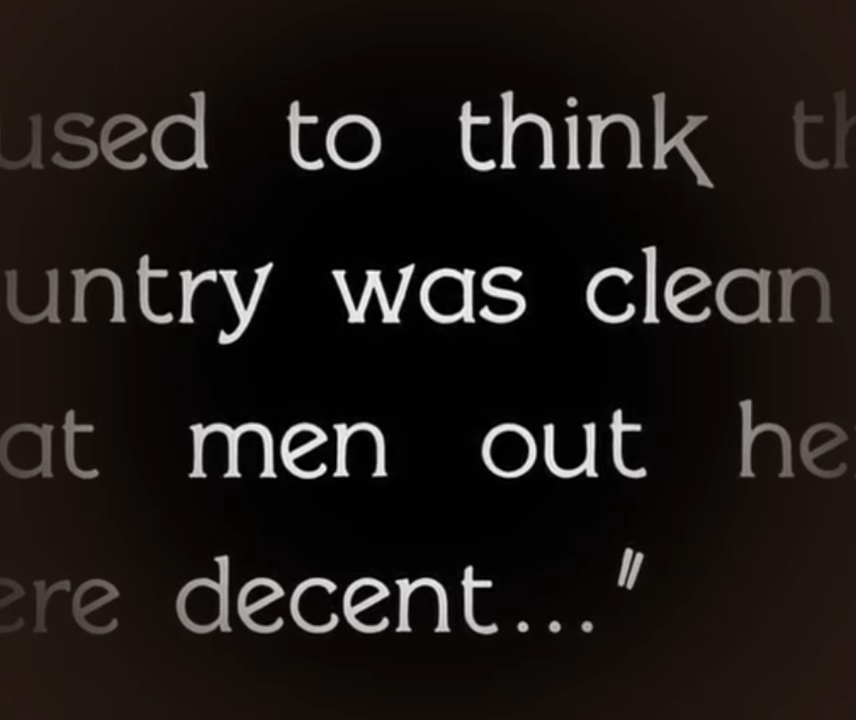 used to think th
untry was clean
at men out he
ere decent..."